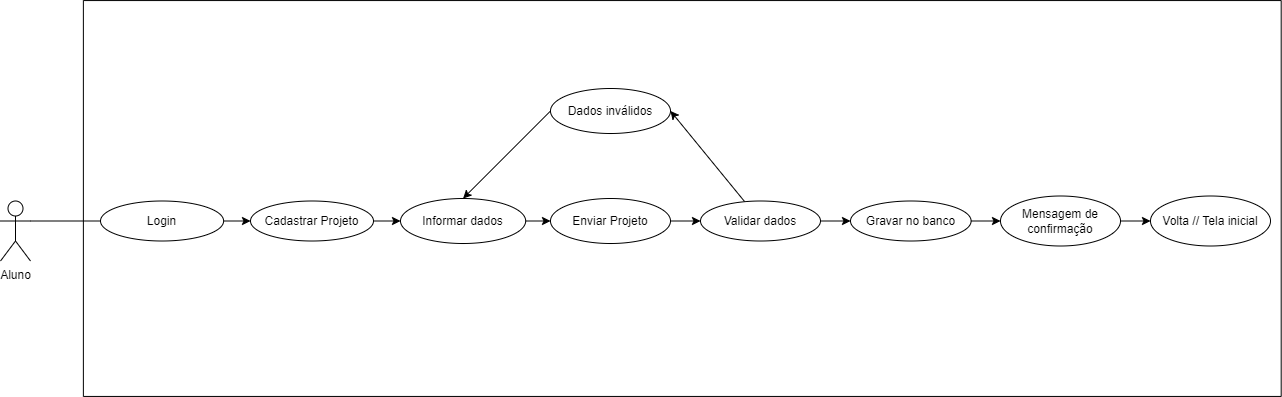 Dados inválidos
Login
Cadastrar Projeto
Informar dados
Enviar Projeto
Validar dados
Gravar no banco
Mensagem de
confirmação
Volta // Tela inicial
Aluno